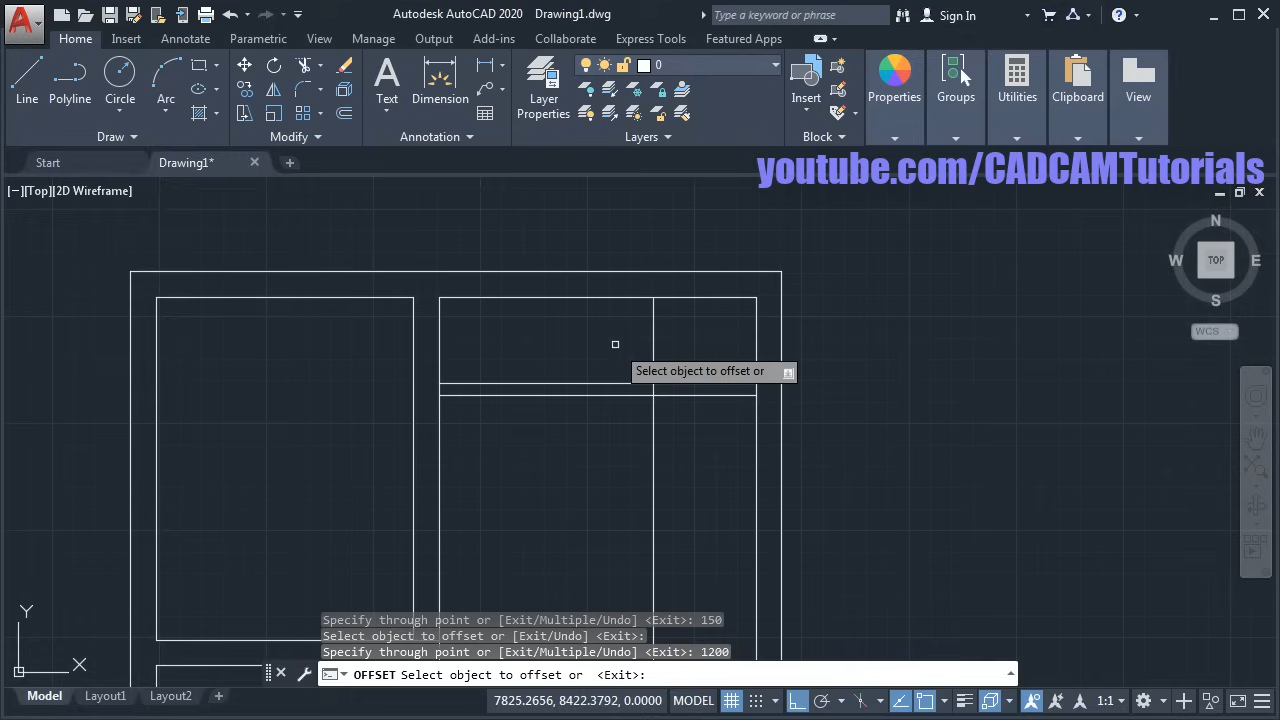 Autodesk AutoCAD 2020 Drawing1.dwg
Type a keyword or phrase
Sign In
Home Insert Annotate Parametric View Manage Output Add-ins Collaborate Express Tools Featured Apps
0
Line Polyline Circle Arc
Text Dimension
Layer
Properties
Insert
Properties Groups Utilities Clipboard View
Draw Modify Annotation Layers Block
Start Drawing1*
youtube.com/CADCAMTutorials
[−][Top][2D Wireframe]
N
W TOP E
S
WCS
Select object to offset or
Y
X
Specify through point or [Exit/Multiple/Undo] <Exit>: 150
Select object to offset or [Exit/Undo] <Exit>:
Specify through point or [Exit/Multiple/Undo] <Exit>: 1200
OFFSET Select object to offset or <Exit>:
Model Layout1 Layout2
7825.2656, 8422.3792, 0.0000 MODEL
1:1